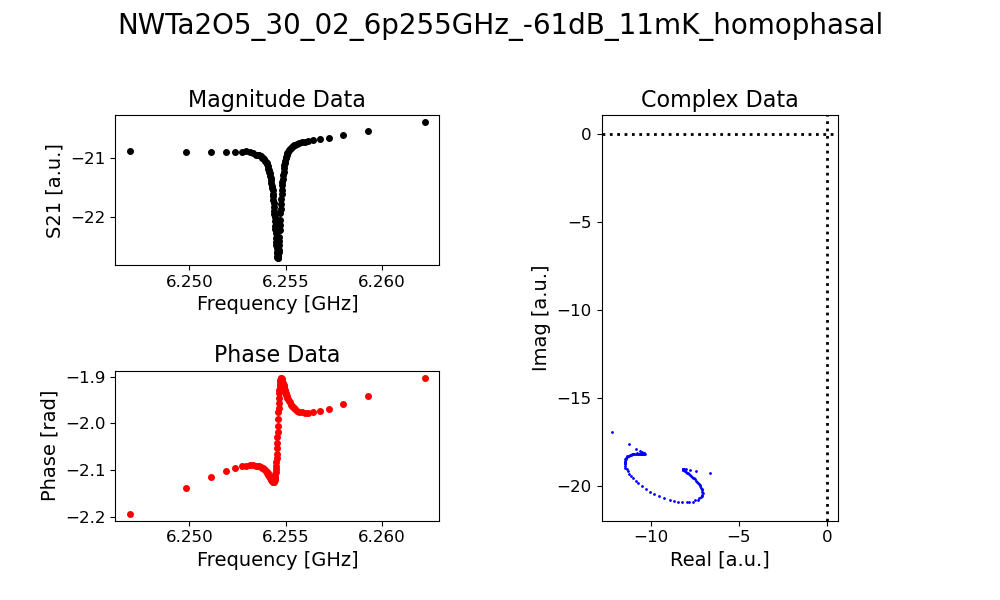 NWTa2O5_30_02_6p255GHz_-61dB_11mK_homophasal
Magnitude Data
S21 [a.u.]
−21
−22
6.250 6.255 6.260
Frequency [GHz]
Phase Data
Phase [rad]
−1.9
−2.0
−2.1
−2.2
6.250 6.255 6.260
Frequency [GHz]
Complex Data
Imag [a.u.]
0
−5
−10
−15
−20
−10 −5 0
Real [a.u.]